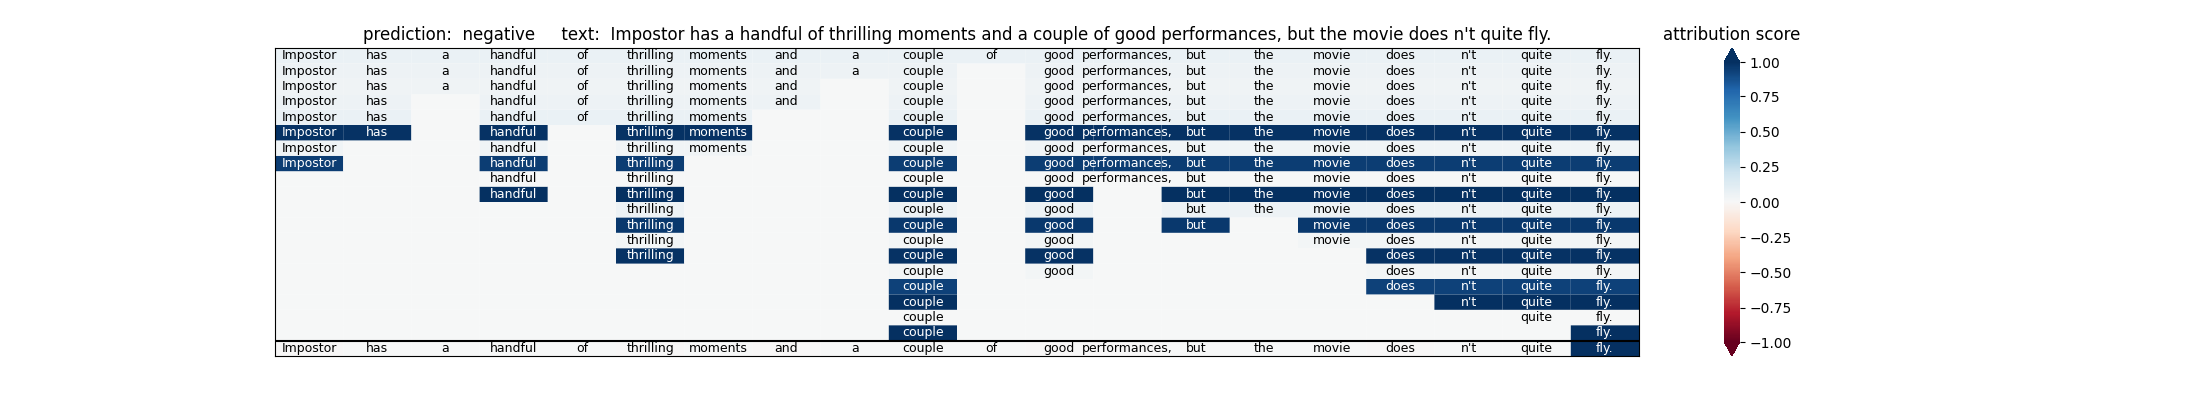 prediction: negative text: Impostor has a handful of thrilling moments and a couple of good performances, but the movie does n't quite fly. attribution score
Impostor has a handful of thrilling moments and a couple of good performances, but the movie does n't quite fly.
Impostor has a handful of thrilling moments and a couple good performances, but the movie does n't quite fly.
Impostor has a handful of thrilling moments and couple good performances, but the movie does n't quite fly.
Impostor has handful of thrilling moments and couple good performances, but the movie does n't quite fly.
Impostor has handful of thrilling moments couple good performances, but the movie does n't quite fly.
Impostor has handful thrilling moments couple good performances, but the movie does n't quite fly.
Impostor handful thrilling moments couple good performances, but the movie does n't quite fly.
Impostor handful thrilling couple good performances, but the movie does n't quite fly.
handful thrilling couple good performances, but the movie does n't quite fly.
handful thrilling couple good but the movie does n't quite fly.
thrilling couple good but the movie does n't quite fly.
thrilling couple good but movie does n't quite fly.
thrilling couple good movie does n't quite fly.
thrilling couple good does n't quite fly.
couple good does n't quite fly.
couple does n't quite fly.
couple n't quite fly.
couple quite fly.
couple fly.
Impostor has a handful of thrilling moments and a couple of good performances, but the movie does n't quite fly.
1.00
0.75
0.50
0.25
0.00
−0.25
−0.50
−0.75
−1.00